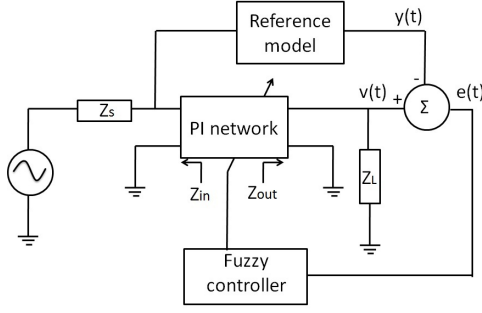 Reference
model
y(t)
-
Zs
v(t)
+
Σ
e(t)
PI network
Zin
Zout
ZL
Fuzzy
controller